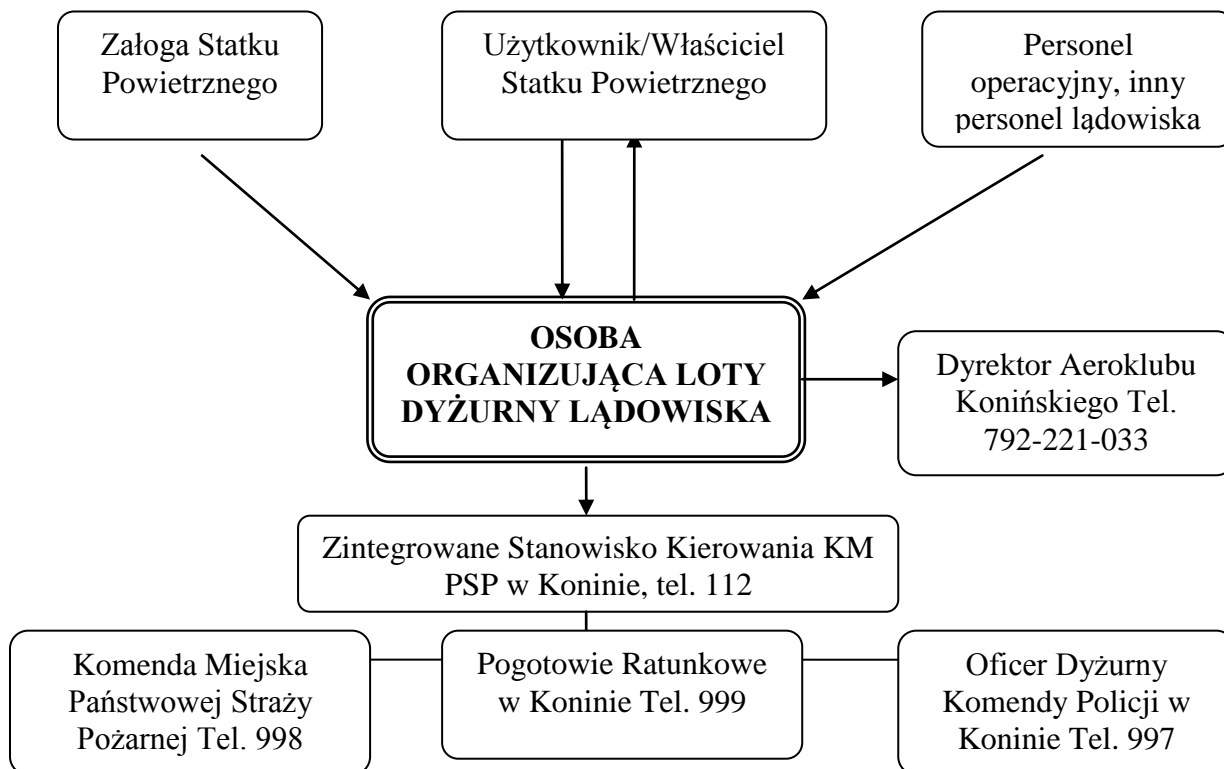 Załoga Statku
Powietrznego
Użytkownik/Właściciel
Statku Powietrznego
Personel
operacyjny, inny
personel lądowiska
OSOBA
ORGANIZUJĄCA LOTY
DYŻURNY LĄDOWISKA
Dyrektor Aeroklubu
Konińskiego Tel.
792-221-033
Zintegrowane Stanowisko Kierowania KM
PSP w Koninie, tel. 112
Komenda Miejska
Państwowej Straży
Pożarnej Tel. 998
Pogotowie Ratunkowe
w Koninie Tel. 999
Oficer Dyżurny
Komendy Policji w
Koninie Tel. 997